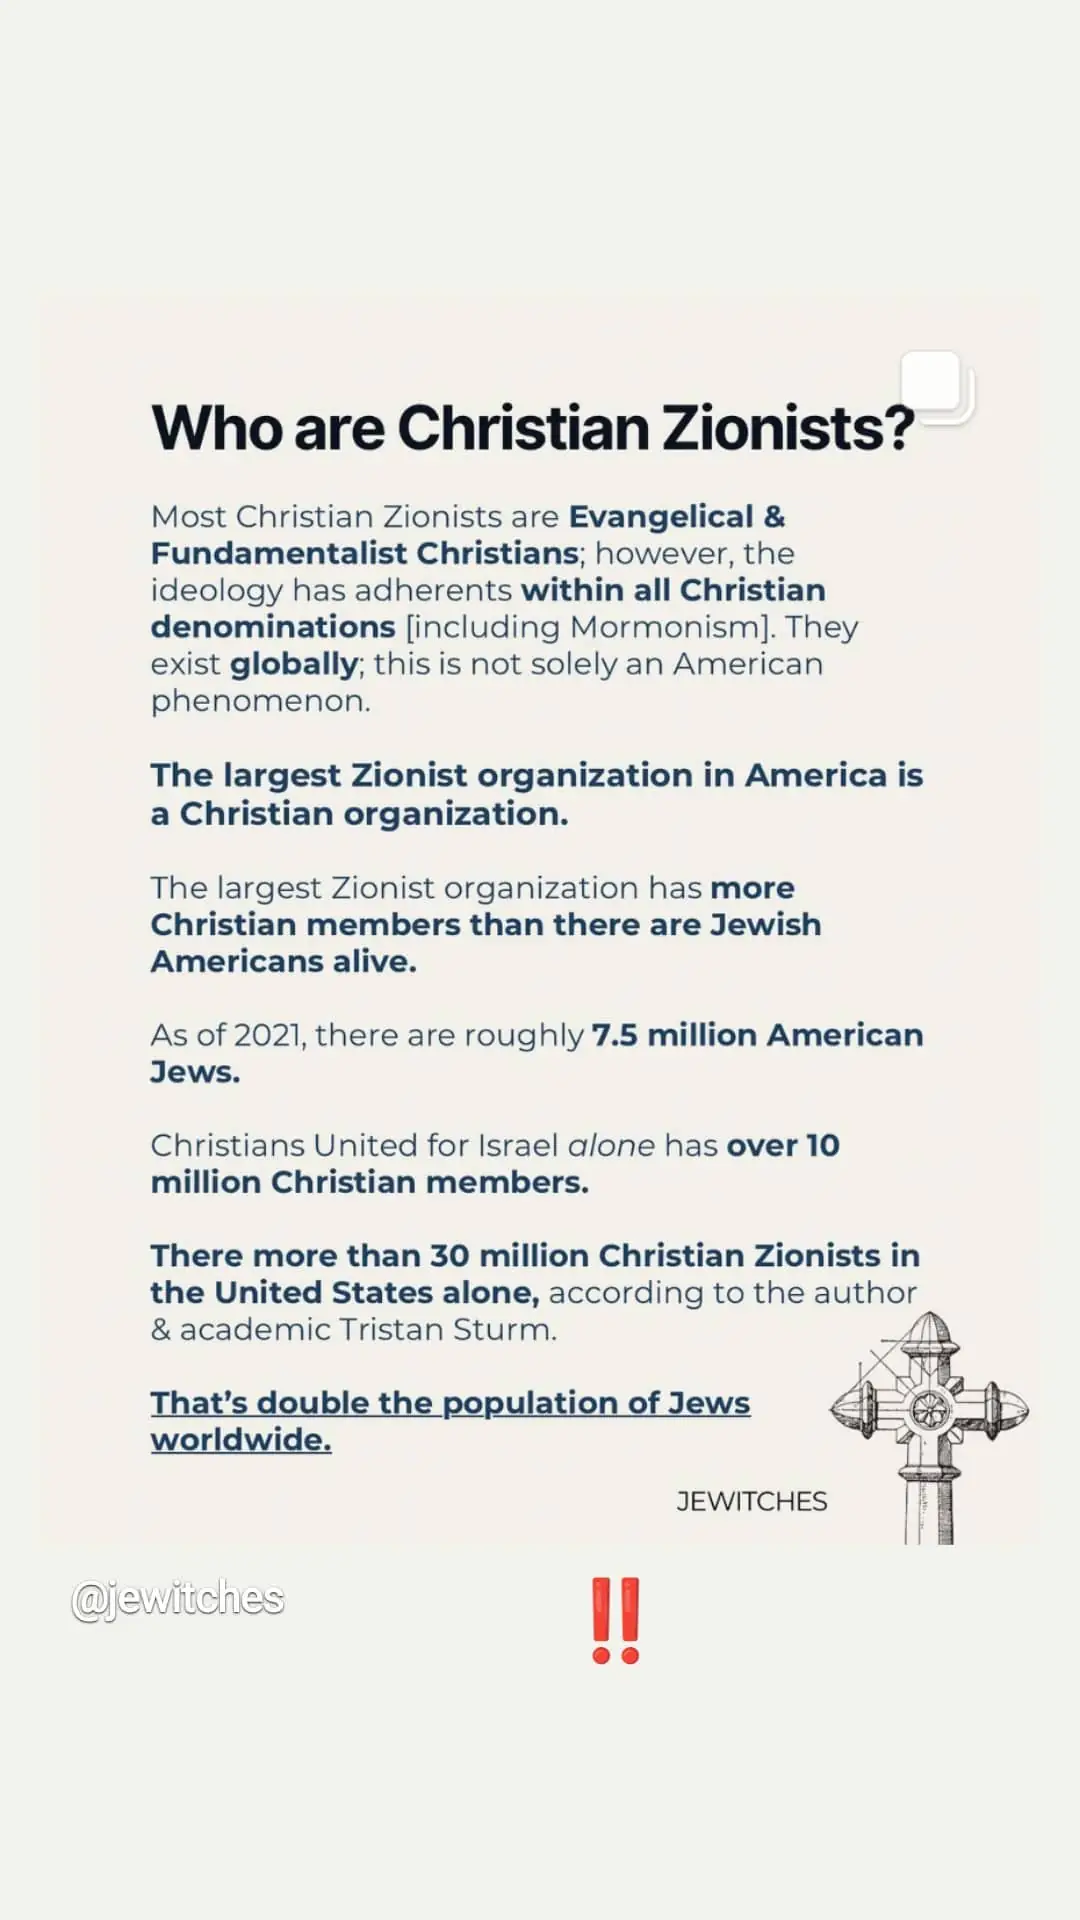 Who are Christian Zionists?
Most Christian Zionists are Evangelical &
Fundamentalist Christians; however, the
ideology has adherents within all Christian
denominations [including Mormonism]. They
exist globally; this is not solely an American
phenomenon.
The largest Zionist organization in America is
a Christian organization.
The largest Zionist organization has more
Christian members than there are Jewish
Americans alive.
As of 2021, there are roughly 7.5 million American
Jews.
Christians United for Israel alone has over 10
million Christian members.
There more than 30 million Christian Zionists in
the United States alone, according to the author
& academic Tristan Sturm.
That's double the population of Jews
worldwide.
JEWITCHES
@jewitches
‼️